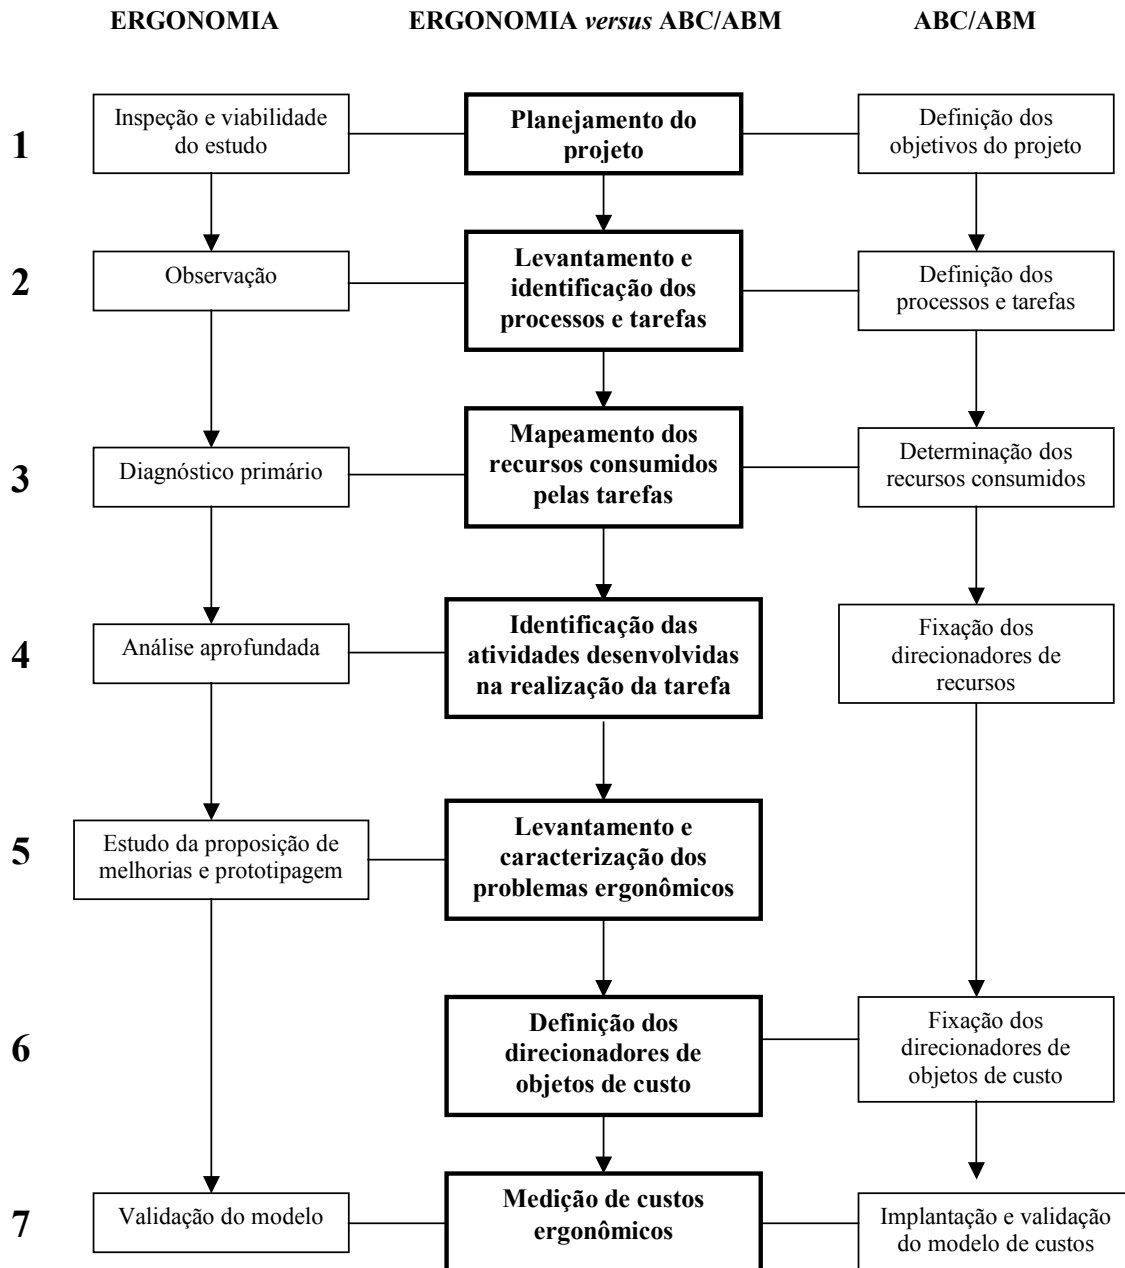 ERGONOMIA
ERGONOMIA versus ABC/ABM
ABC/ABM
1
Inspeção e viabilidade
do estudo
Planejamento do
projeto
Definição dos
objetivos do projeto
2
Observação
Levantamento e
identificação dos
processos e tarefas
Definição dos
processos e tarefas
3
Diagnóstico primário
Mapeamento dos
recursos consumidos
pelas tarefas
Determinação dos
recursos consumidos
4
Análise aprofundada
Identificação das
atividades desenvolvidas
na realização da tarefa
Fixação dos
direcionadores de
recursos
5
Estudo da proposição de
melhorias e prototipagem
Levantamento e
caracterização dos
problemas ergonômicos
6
Definição dos
direcionadores de
objetos de custo
Fixação dos
direcionadores de
objetos de custo
7
Validação do modelo
Medição de custos
ergonômicos
Implantação e validação
do modelo de custos